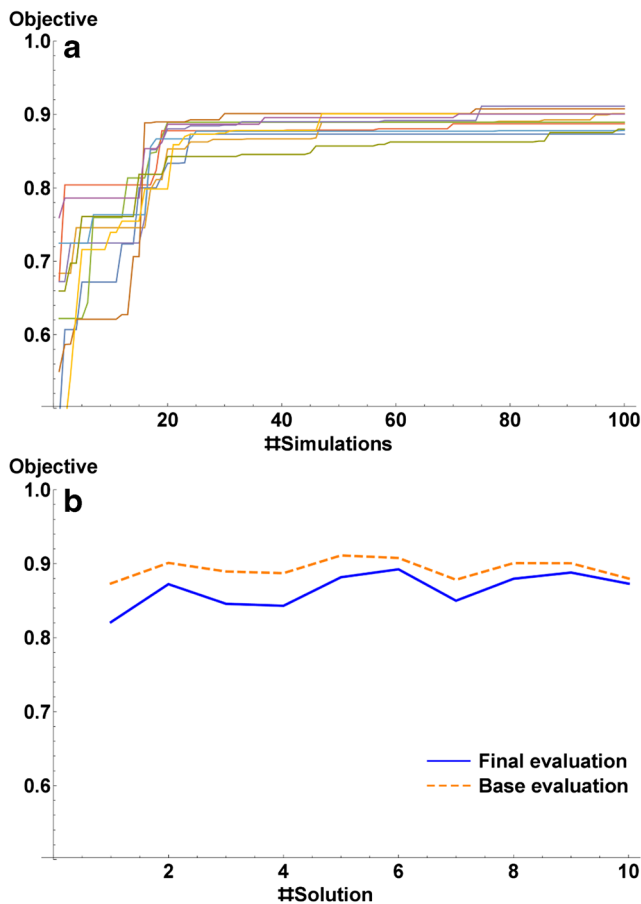 Objective
a
1.0
0.9
0.8
0.7
0.6
20 40 60 80 100
#Simulations
Objective
b
1.0
0.9
0.8
0.7
0.6
Final evaluation
Base evaluation
2 4 6 8 10
#Solution